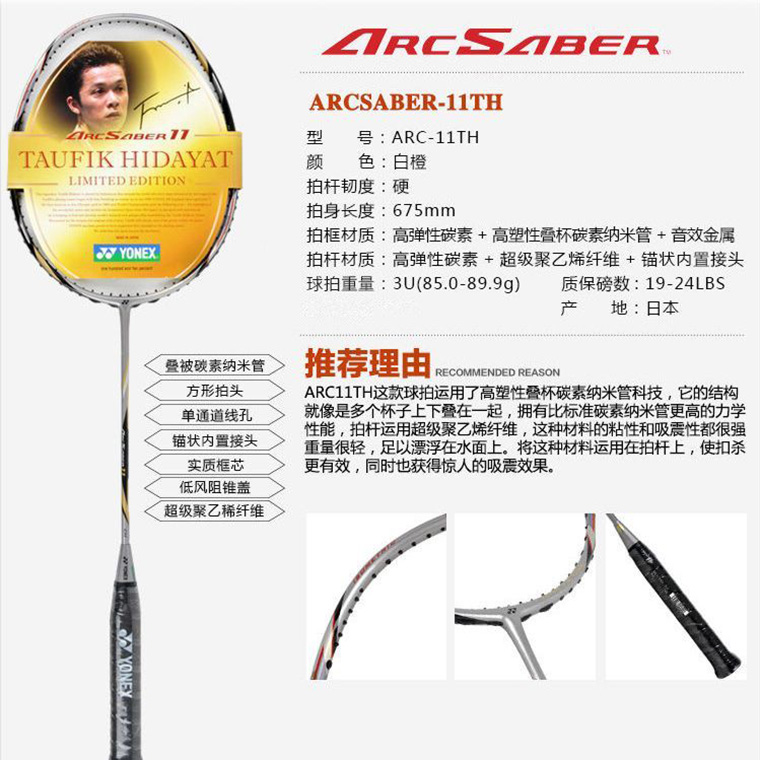 ARCSABER™
ARCSABER-11TH
型 号：ARC-11TH
颜 色：白橙
拍杆韧度：硬
拍身长度：675mm
拍框材质：高弹性碳素 + 高塑性叠杯碳素纳米管 + 音效金属
拍杆材质：高弹性碳素 + 超级聚乙烯纤维 + 锚状内置接头
球拍重量：3U(85.0-89.9g) 质保磅数：19-24LBS
产 地：日本
ARCSABER 11
TAUFIK HIDAYAT
LIMITED EDITION
YONEX
叠被碳素纳米管
方形拍头
单通道线孔
锚状内置接头
实质框芯
低风阻锥盖
超级聚乙稀纤维
推荐理由 RECOMMENDED REASON
ARC11TH这款球拍运用了高塑性叠杯碳素纳米管科技，它的结构
就像是多个杯子上下叠在一起，拥有比标准碳素纳米管更高的力学
性能，拍杆运用超级聚乙烯纤维，这种材料的粘性和吸震性都很强
重量很轻，足以漂浮在水面上。将这种材料运用在拍杆上，使扣杀
更有效，同时也获得惊人的吸震效果。
YONEX
ISOMETRIC